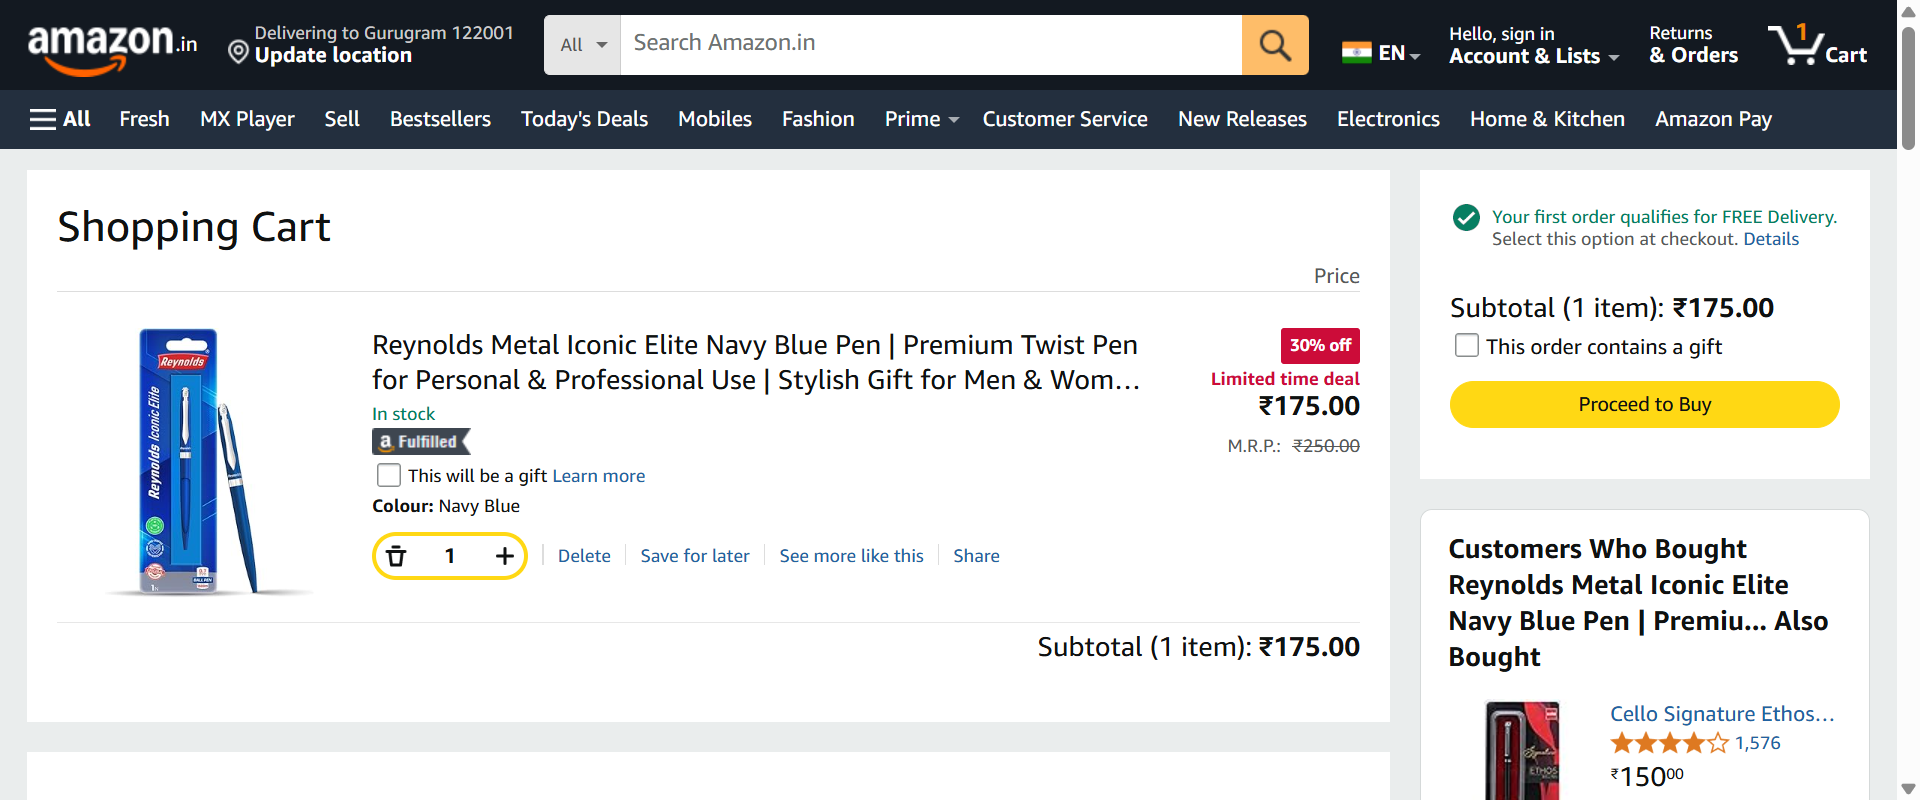 amazon.in
Delivering to Gurugram 122001
Update location
All
Search Amazon.in
EN
Hello, sign in
Account & Lists
Returns
& Orders
1
Cart
All
Fresh
MX Player
Sell
Bestsellers
Today's Deals
Mobiles
Fashion
Prime
Customer Service
New Releases
Electronics
Home & Kitchen
Amazon Pay
Shopping Cart
Price
Reynolds
Reynolds Iconic Elite
Reynolds Metal Iconic Elite Navy Blue Pen | Premium Twist Pen
for Personal & Professional Use | Stylish Gift for Men & Wom…
In stock
a Fulfilled
This will be a gift Learn more
Colour: Navy Blue
1
Delete
Save for later
See more like this
Share
30% off
Limited time deal
₹175.00
M.R.P.: ₹250.00
Subtotal (1 item): ₹175.00
Your first order qualifies for FREE Delivery.
Select this option at checkout. Details
Subtotal (1 item): ₹175.00
This order contains a gift
Proceed to Buy
Customers Who Bought
Reynolds Metal Iconic Elite
Navy Blue Pen | Premiu... Also
Bought
Signature
ETHOS
Cello Signature Ethos…
1,576
₹15000